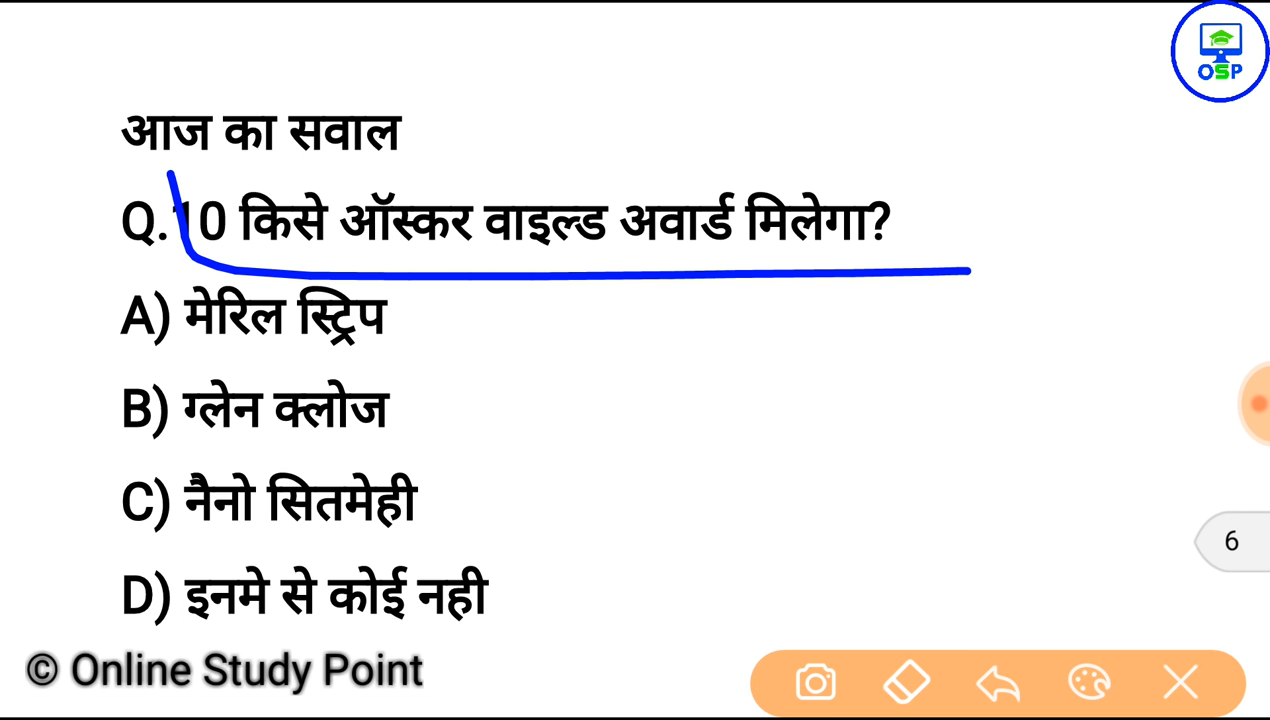 OSP
आज का सवाल
Q.10 किसे ऑस्कर वाइल्ड अवार्ड मिलेगा?
A) मेरिल स्ट्रिप
B) ग्लेन क्लोज
C) नैनो सितमेही
6
D) इनमे से कोई नही
© Online Study Point